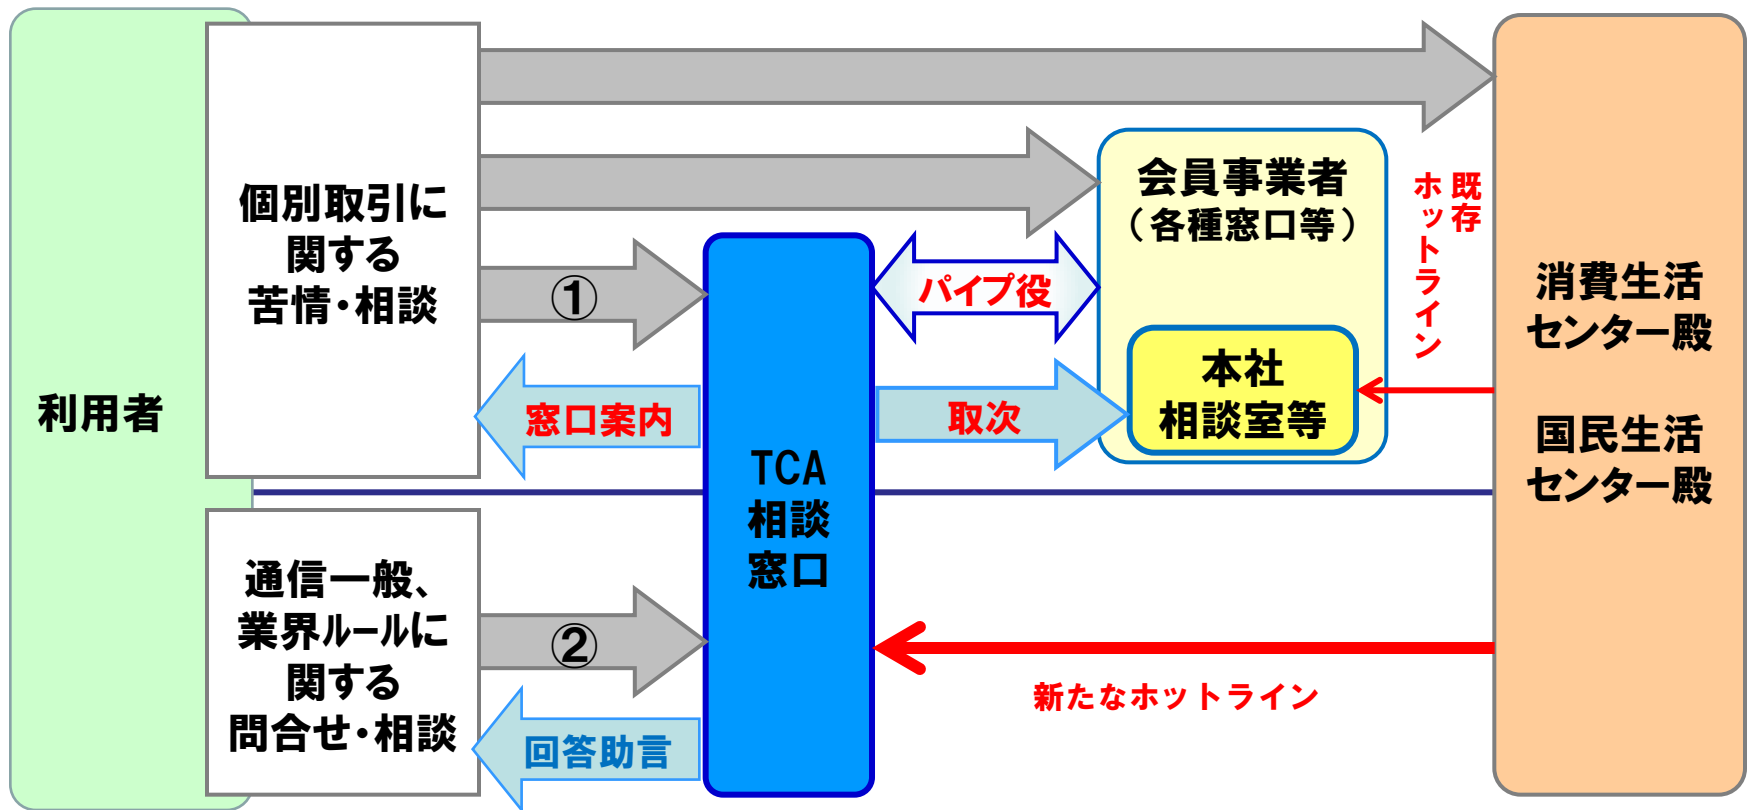 利用者
個別取引に
関する
苦情・相談
①
窓口案内
通信一般、
業界ルールに
関する
問合せ・相談
②
回答助言
TCA
相談
窓口
パイプ役
取次
会員事業者
（各種窓口等）
本社
相談室等
既存
ホットライン
新たなホットライン
消費生活
センター殿
国民生活
センター殿